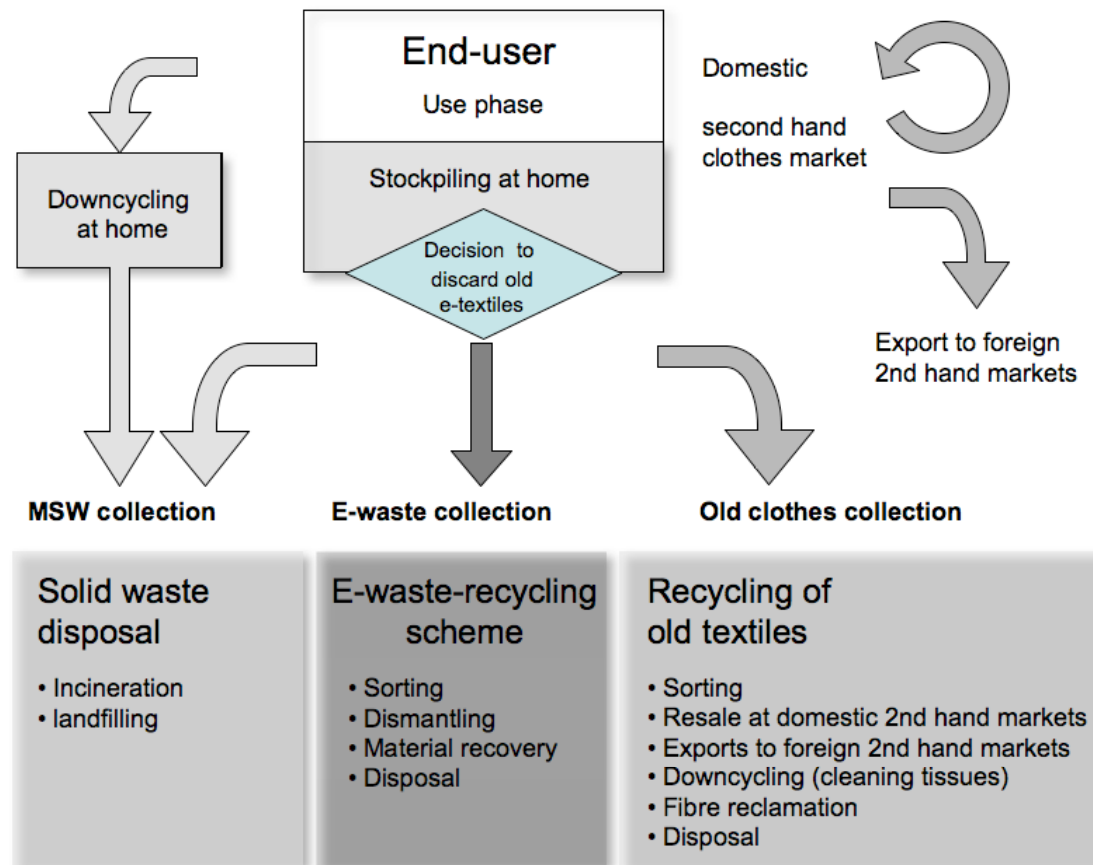 End-user
Use phase
Stockpiling at home
Decision to
discard old
e-textiles
Downcycling
at home
Domestic
second hand
clothes market
Export to foreign
2nd hand markets
MSW collection
E-waste collection
Old clothes collection
Solid waste
disposal
• Incineration
• landfilling
E-waste-recycling
scheme
• Sorting
• Dismantling
• Material recovery
• Disposal
Recycling of
old textiles
• Sorting
• Resale at domestic 2nd hand markets
• Exports to foreign 2nd hand markets
• Downcycling (cleaning tissues)
• Fibre reclamation
• Disposal